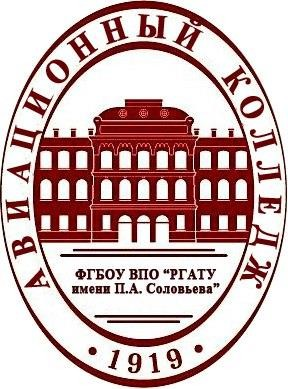 АВИАЦИОННЫЙ КОЛЛЕДЖ
ФГБОУ ВПО "РГАТУ
имени П.А. Соловьева"
· 1919 ·